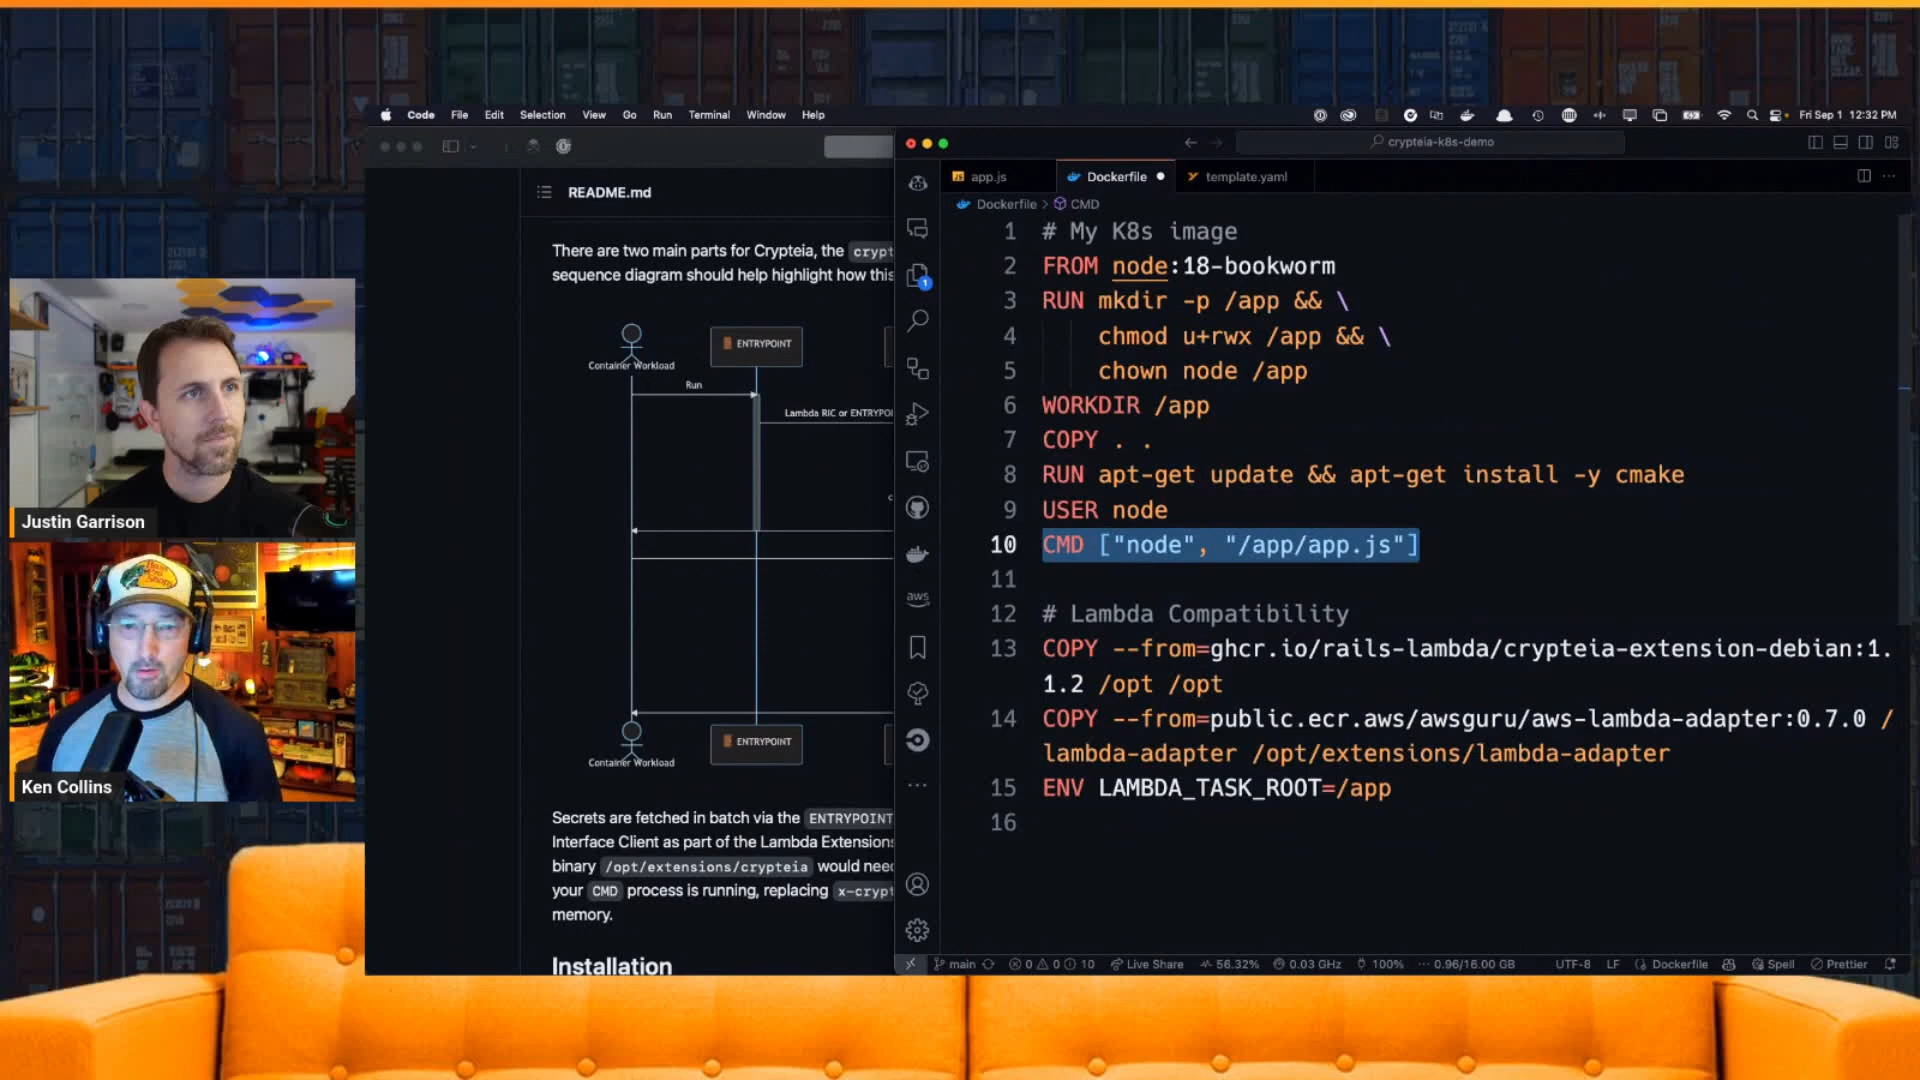 Code File Edit Selection View Go Run Terminal Window Help
Fri Sep 1 12:32 PM
crypteia-k8s-demo
README.md
There are two main parts for Crypteia, the crypt
sequence diagram should help highlight how this
Container Workload
ENTRYPOINT
Run
Lambda RIC or ENTRYPOI
Container Workload
ENTRYPOINT
Secrets are fetched in batch via the ENTRYPOINT
Interface Client as part of the Lambda Extensions
binary /opt/extensions/crypteia would need
your CMD process is running, replacing x-crypt
memory.
Installation
app.js
Dockerfile
template.yaml
Dockerfile > CMD
1 # My K8s image
2 FROM node:18-bookworm
3 RUN mkdir -p /app && \
4 chmod u+rwx /app && \
5 chown node /app
6 WORKDIR /app
7 COPY . .
8 RUN apt-get update && apt-get install -y cmake
9 USER node
10 CMD ["node", "/app/app.js"]
11
12 # Lambda Compatibility
13 COPY --from=ghcr.io/rails-lambda/crypteia-extension-debian:1.
1.2 /opt /opt
14 COPY --from=public.ecr.aws/awsguru/aws-lambda-adapter:0.7.0 /
lambda-adapter /opt/extensions/lambda-adapter
15 ENV LAMBDA_TASK_ROOT=/app
16
1
aws
main 0 0 10 Live Share 56.32% 0.03 GHz 100% 0.96/16.00 GB UTF-8 LF Dockerfile Spell Prettier
Justin Garrison
Bass Pro Shops
Ken Collins